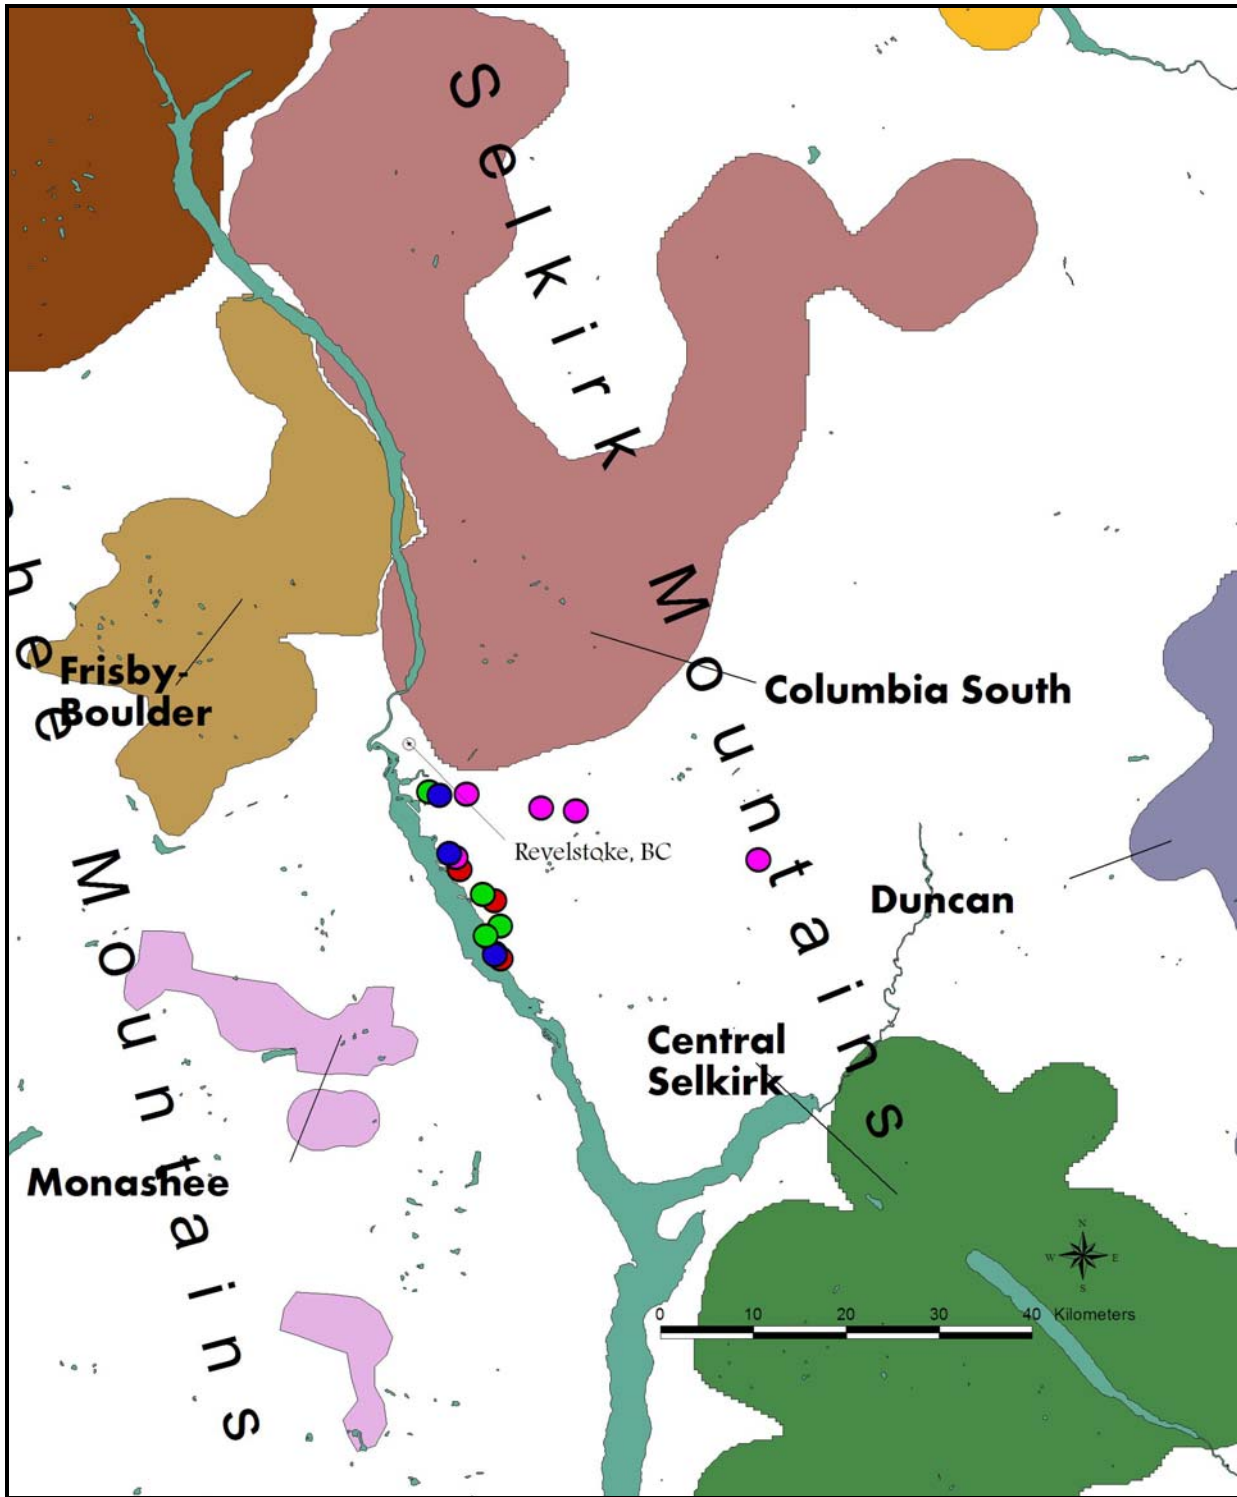 Selkirk Mountains
ashe e Mountains
Frisby-
Boulder
Columbia South
Revelstoke, BC
Duncan
Central
Selkirk
Monashee
N
W E
S
0 10 20 30 40 Kilometers